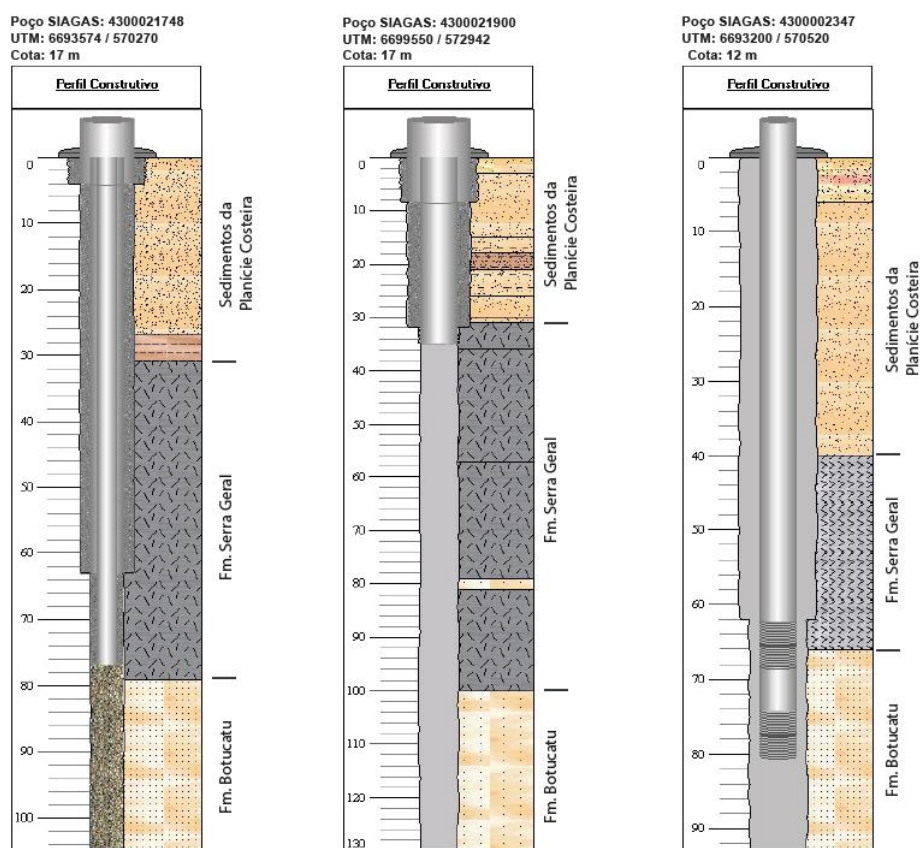 Poço SIAGAS: 4300021748
UTM: 6693574 / 570270
Cota: 17 m
Perfil Construtivo
0
10
20
30
40
50
60
70
80
90
100
Sedimentos da
Planície Costeira
Fm. Serra Geral
Fm. Botucatu
Poço SIAGAS: 4300021900
UTM: 6699550 / 572942
Cota: 17 m
Perfil Construtivo
0
10
20
30
40
50
60
70
80
90
100
110
120
130
Sedimentos da
Planície Costeira
Fm. Serra Geral
Fm. Botucatu
Poço SIAGAS: 4300002347
UTM: 6693200 / 570520
Cota: 12 m
Perfil Construtivo
0
10
20
30
40
50
60
70
80
90
Sedimentos da
Planície Costeira
Fm. Serra Geral
Fm. Botucatu